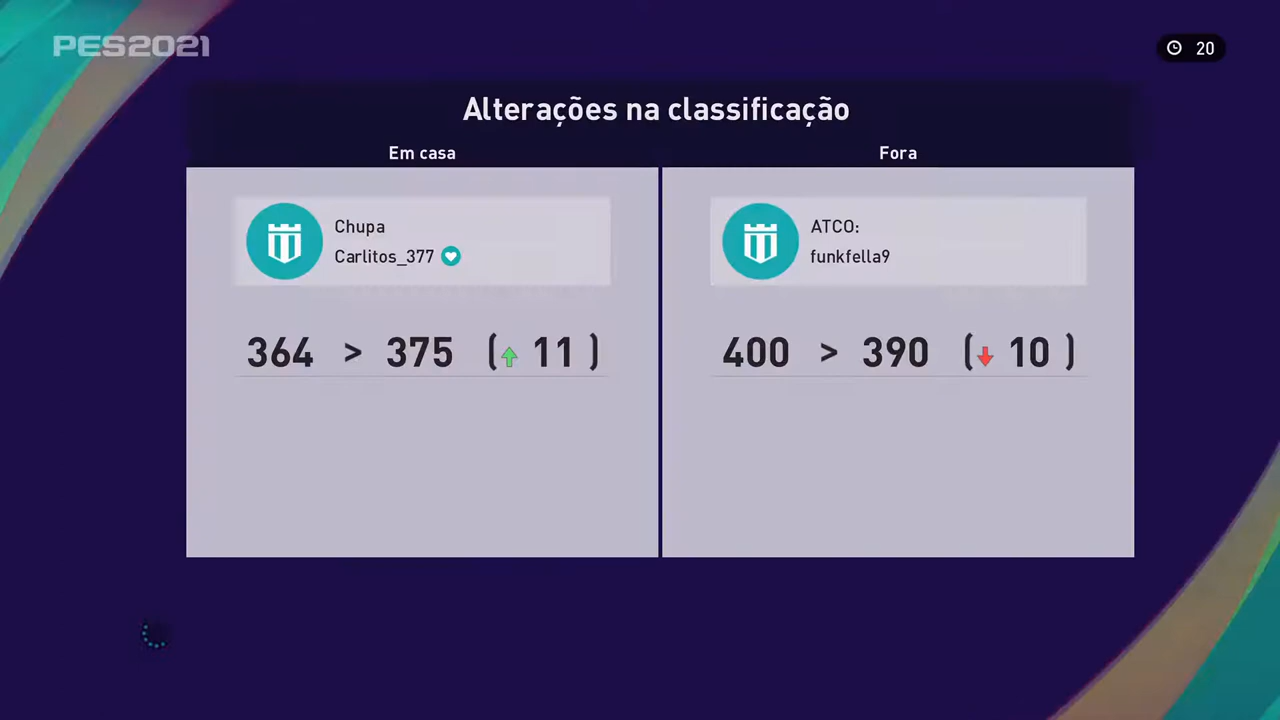 PES2021
20
Alterações na classificação
Em casa
Fora
Chupa
Carlitos_377
ATCO:
funkfella9
364 > 375 ( 11 )
400 > 390 ( 10 )